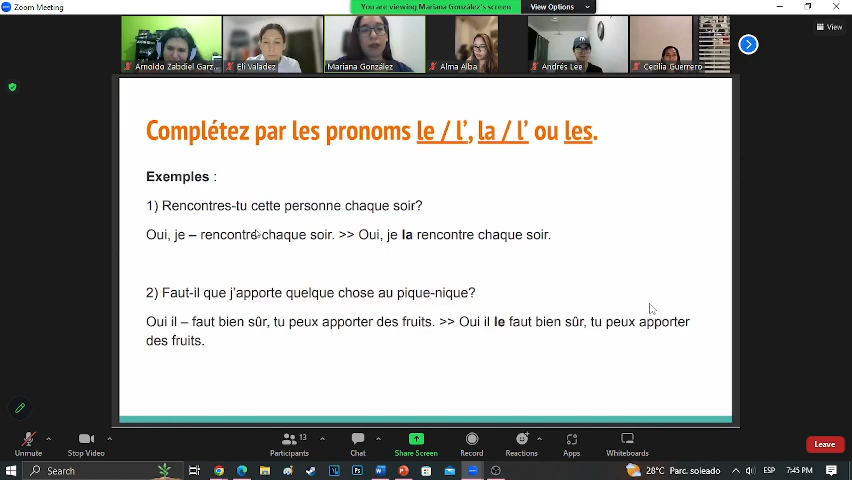 Zoom Meeting
You are viewing Mariana González's screen
View Options
View
Arnoldo Zabdiel Garz...
Eli Valadez
Mariana González
Alma Alba
Andrés Lee
Cecilia Guerrero
Complétez par les pronoms le / l', la / l' ou les.
Exemples :
1) Rencontres-tu cette personne chaque soir?
Oui, je – rencontre chaque soir. >> Oui, je la rencontre chaque soir.
2) Faut-il que j'apporte quelque chose au pique-nique?
Oui il – faut bien sûr, tu peux apporter des fruits. >> Oui il le faut bien sûr, tu peux apporter
des fruits.
Unmute
Stop Video
13
Participants
Chat
Share Screen
Record
Reactions
Apps
Whiteboards
Leave
Search
28°C Parc. soleado
ESP
7:45 PM